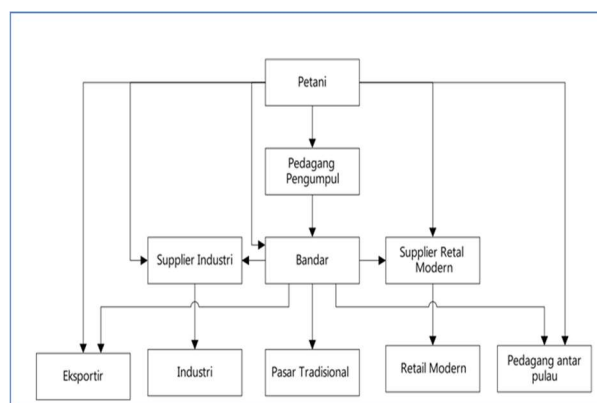 Petani
Pedagang
Pengumpul
Supplier Industri
Bandar
Supplier Retal
Modern
Eksportir
Industri
Pasar Tradisional
Retail Modern
Pedagang antar
pulau